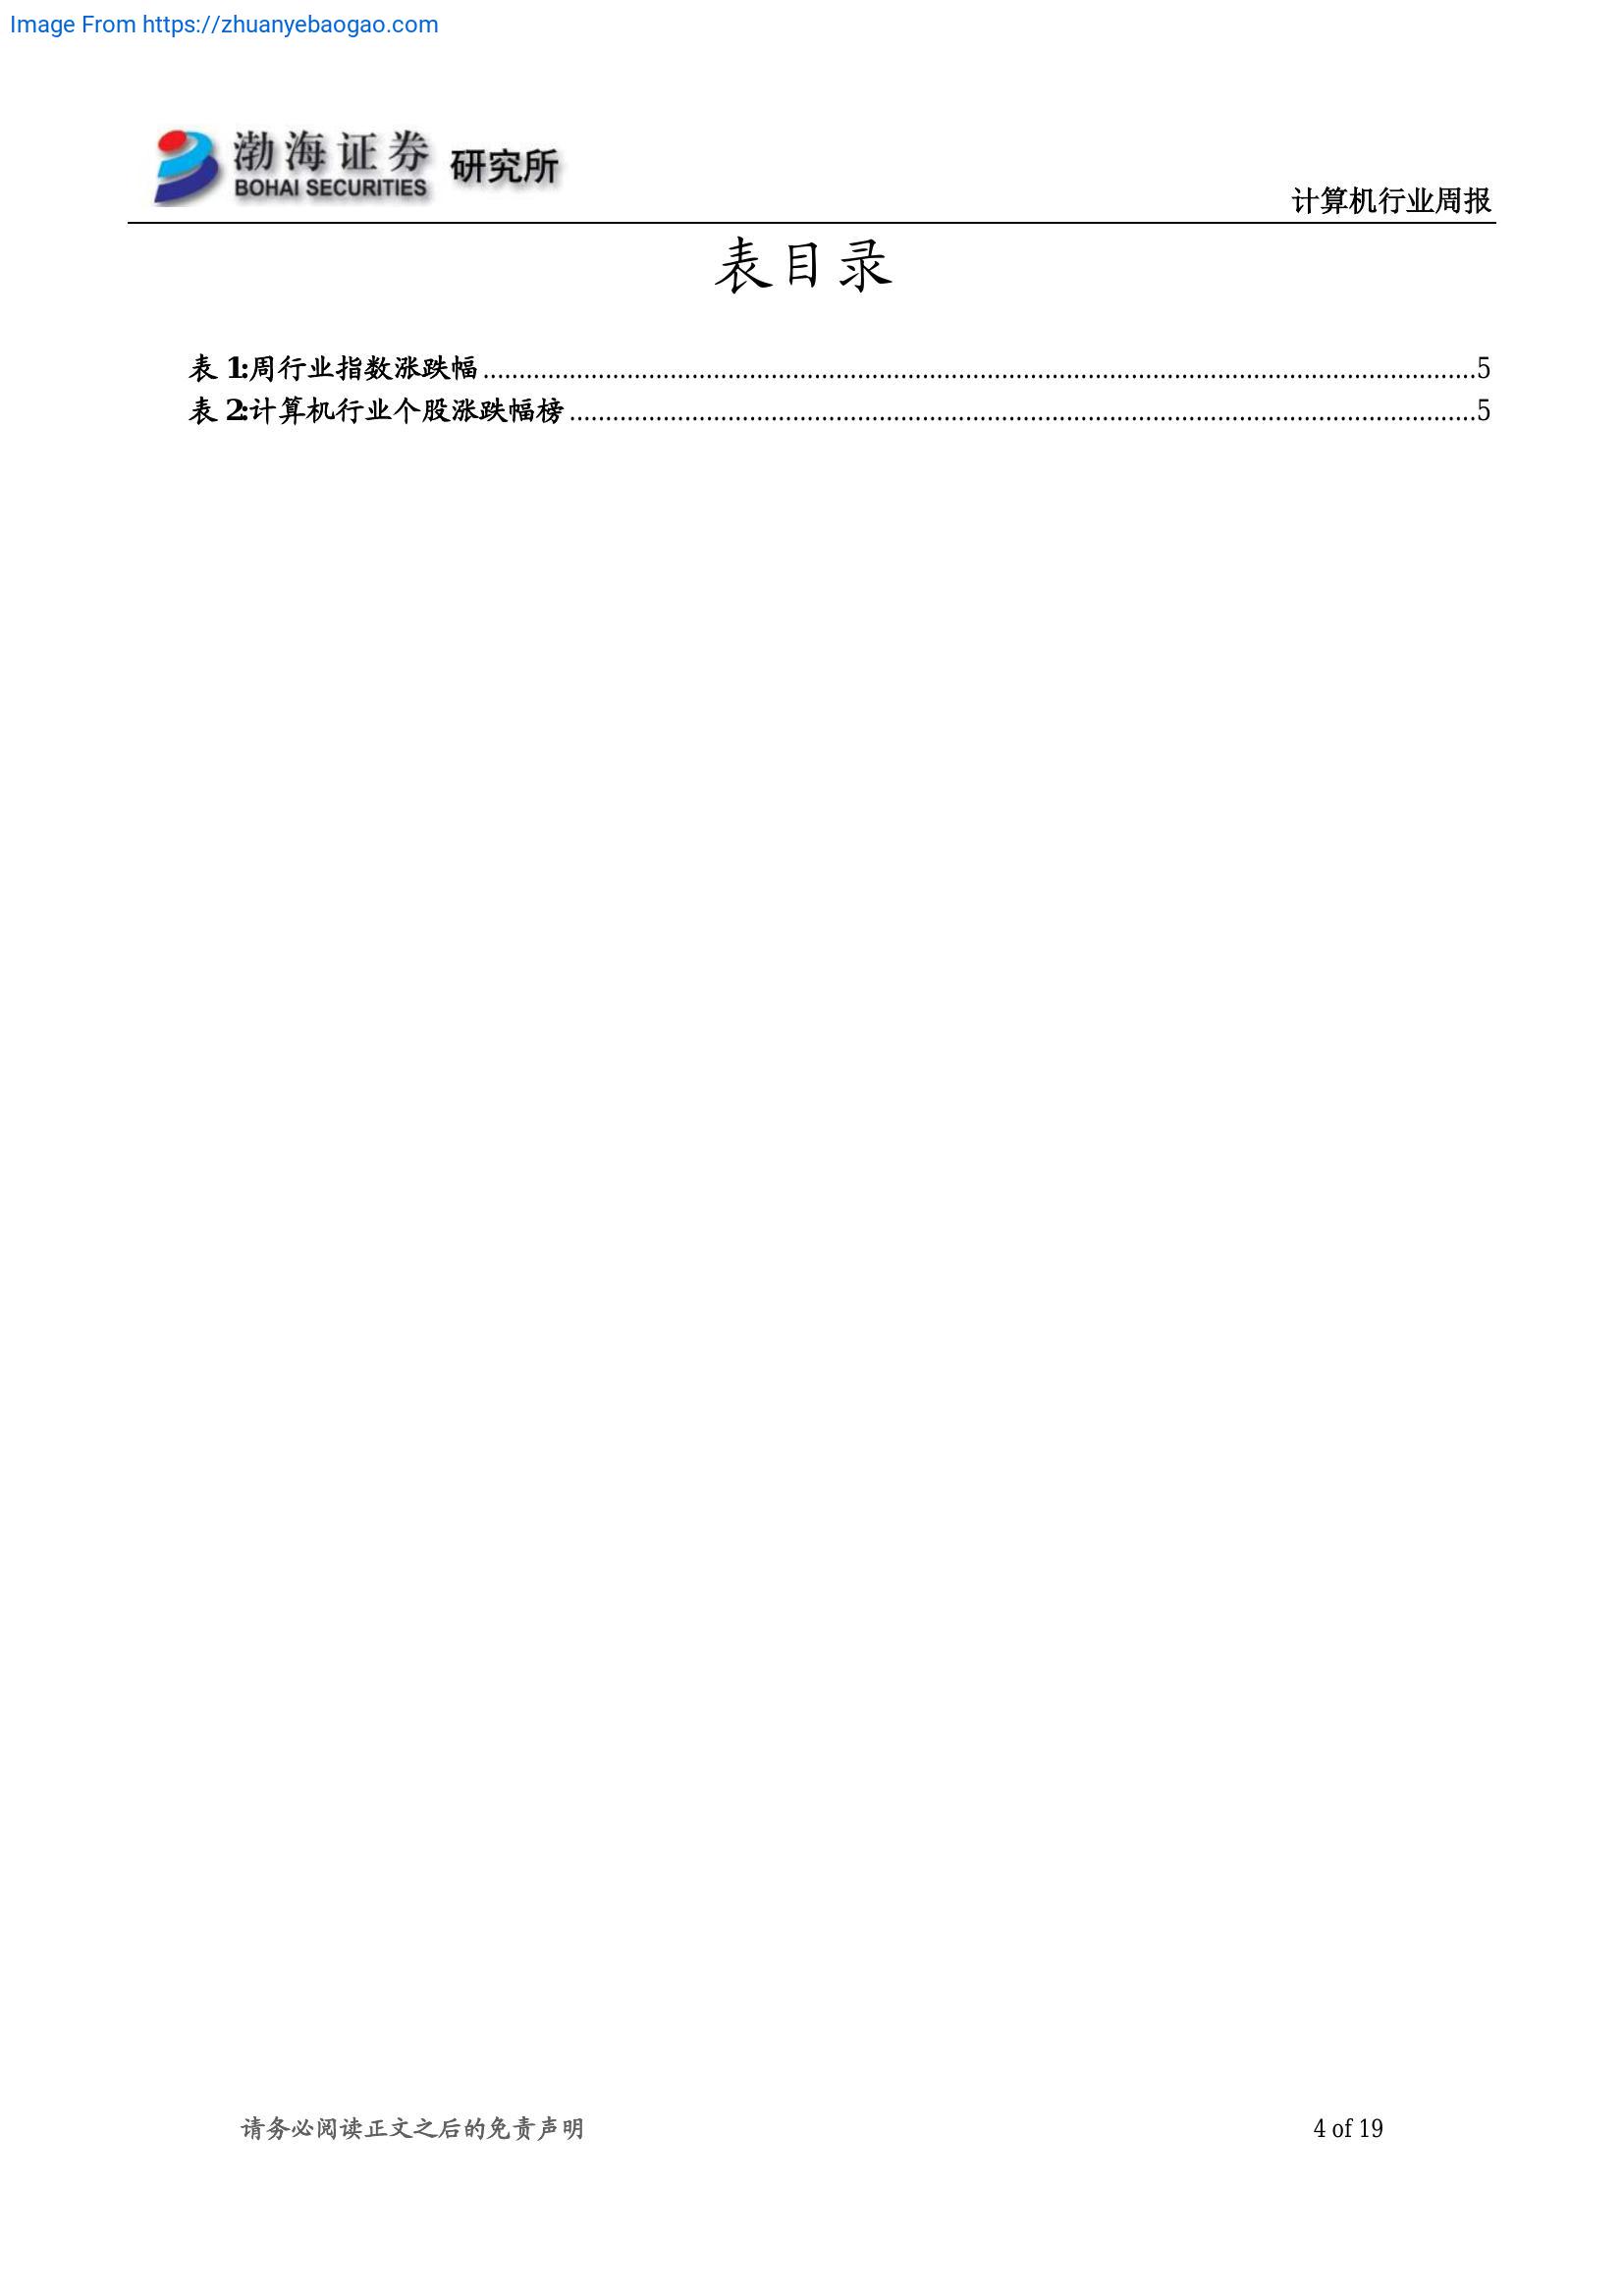 Image From https://zhuanyebaogao.com
渤海证券 研究所
BOHAI SECURITIES
计算机行业周报
表目录
表 1:周行业指数涨跌幅........................................................................................................................................5
表 2:计算机行业个股涨跌幅榜............................................................................................................................5
请务必阅读正文之后的免责声明
4 of 19